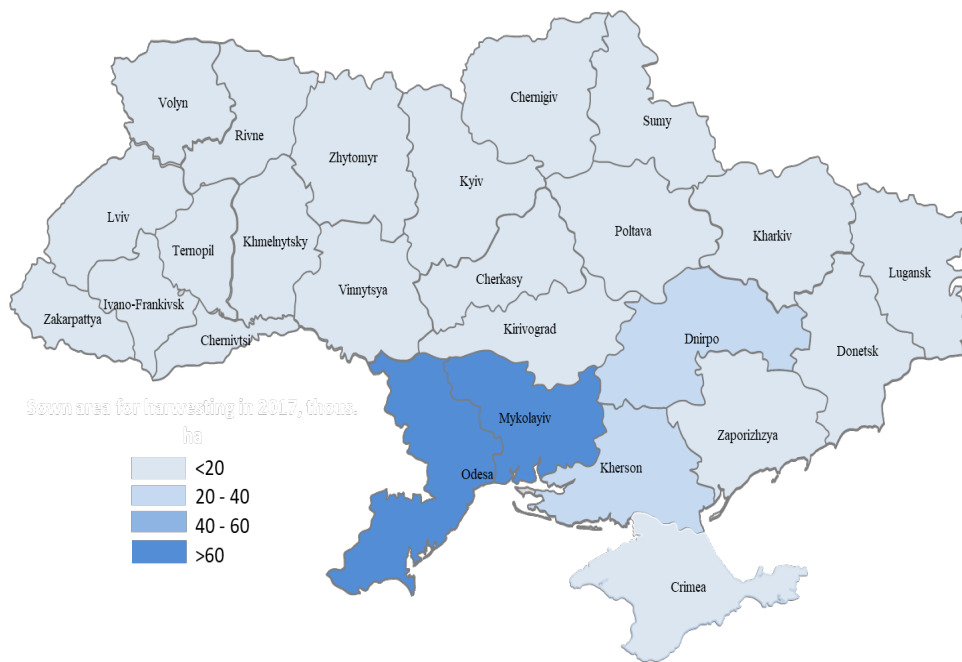 Volyn
Rivne
Zhytomyr
Chernigiv
Sumy
Kyiv
Lviv
Ternopil
Khmelnytsky
Poltava
Kharkiv
Lugansk
Zakarpattya
Ivano-Frankivsk
Chernivtsi
Vinnytsya
Cherkasy
Kirivograd
Dnirpo
Donetsk
Mykolayiv
Zaporizhzya
Odesa
Kherson
Crimea
Sown area for harwesting in 2017, thous.
ha
<20
20 - 40
40 - 60
>60